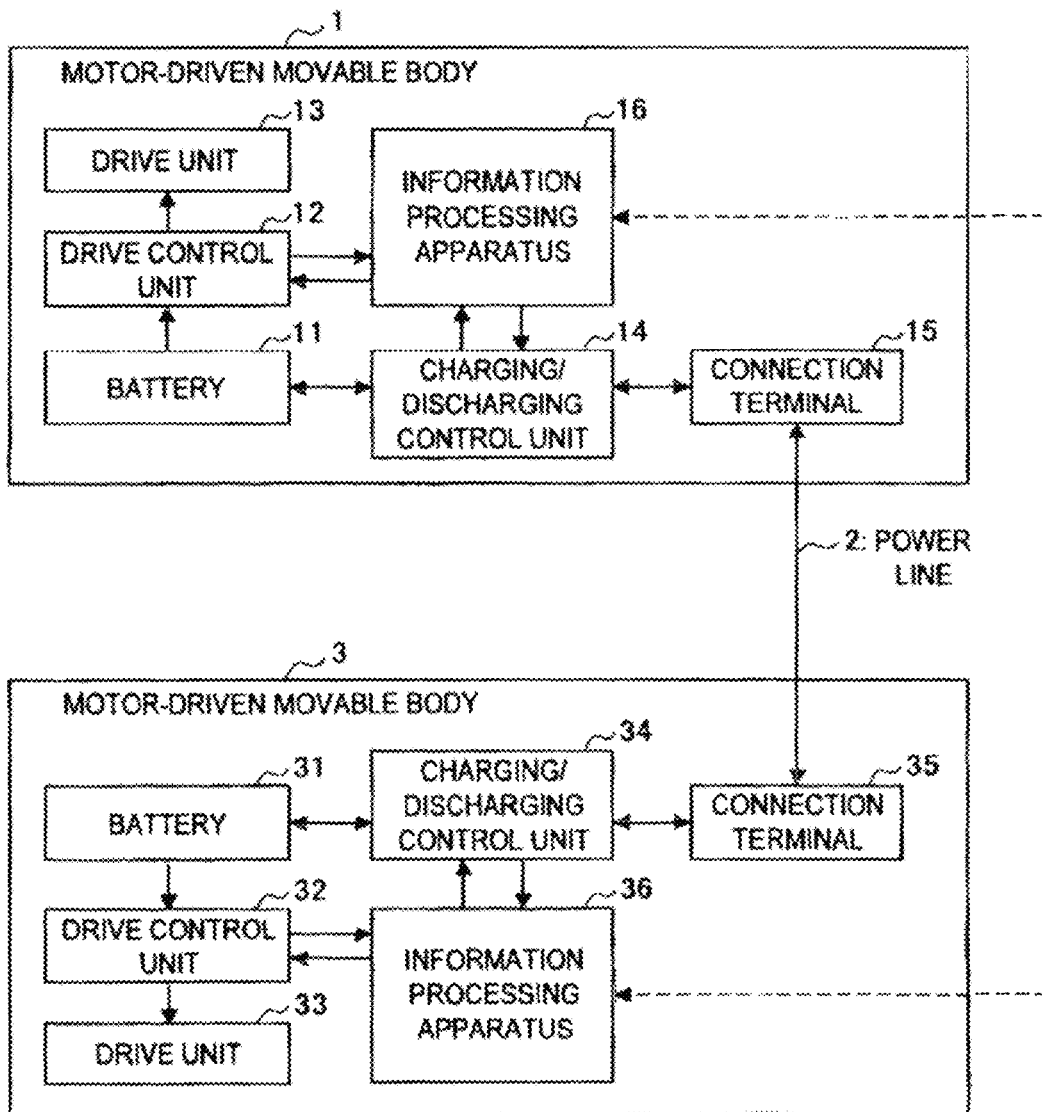 1
MOTOR-DRIVEN MOVABLE BODY
13
DRIVE UNIT
16
INFORMATION
PROCESSING
APPARATUS
12
DRIVE CONTROL
UNIT
11
BATTERY
14
CHARGING/
DISCHARGING
CONTROL UNIT
15
CONNECTION
TERMINAL
2: POWER
LINE
3
MOTOR-DRIVEN MOVABLE BODY
31
BATTERY
34
CHARGING/
DISCHARGING
CONTROL UNIT
35
CONNECTION
TERMINAL
32
DRIVE CONTROL
UNIT
36
INFORMATION
PROCESSING
APPARATUS
33
DRIVE UNIT